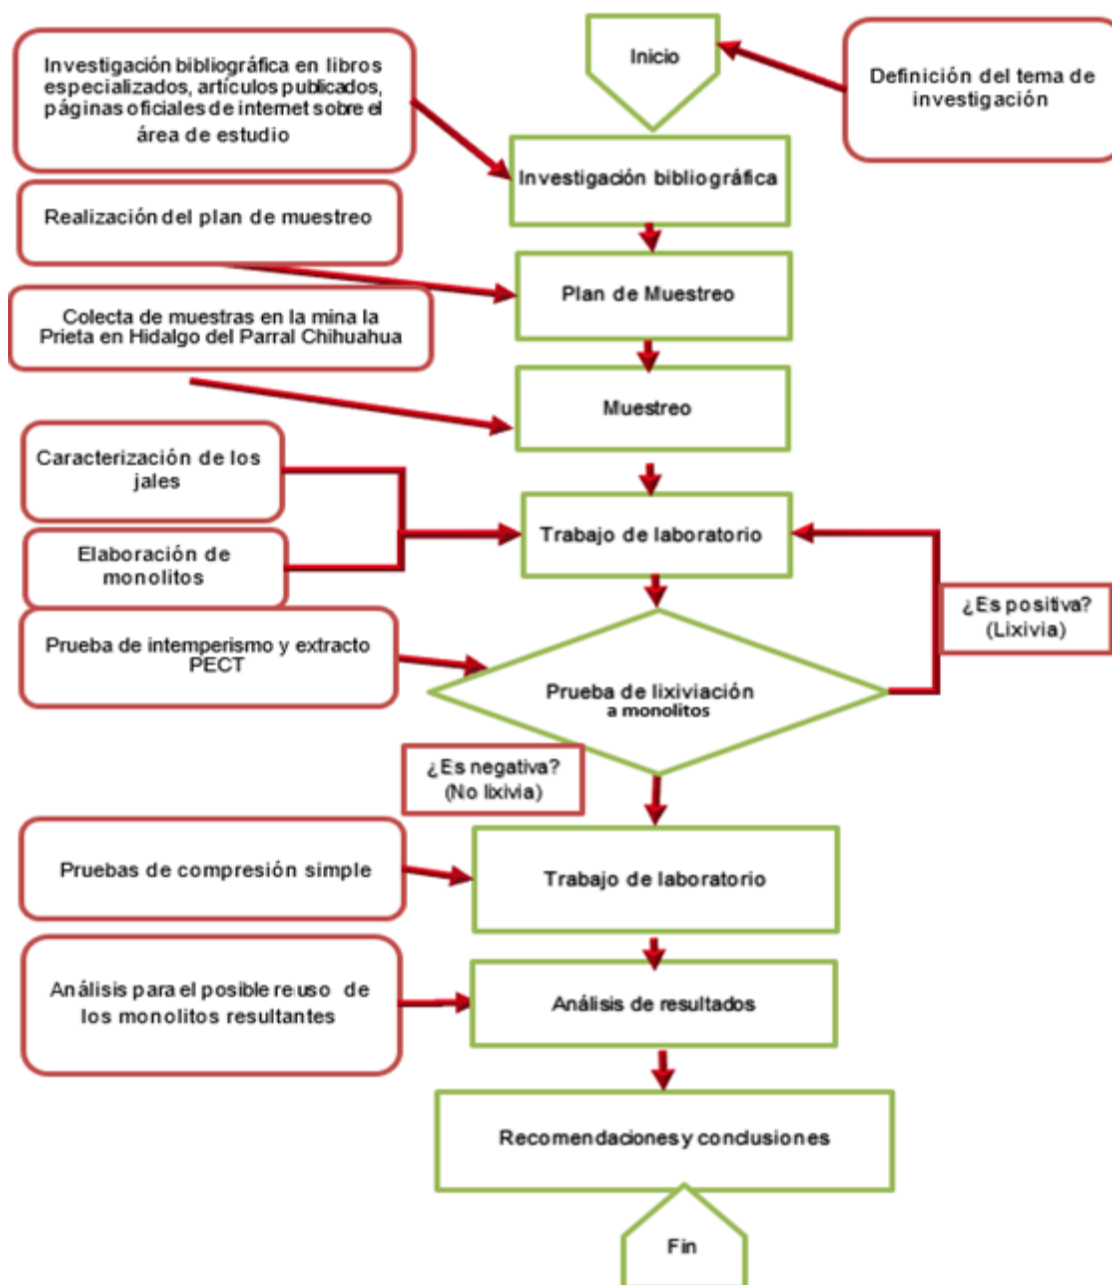 Inicio
Definición del tema de
investigación
Investigación bibliográfica en libros
especializados, artículos publicados,
páginas oficiales de internet sobre el
área de estudio
Investigación bibliográfica
Realización del plan de muestreo
Plan de Muestreo
Colecta de muestras en la mina la
Prieta en Hidalgo del Parral Chihuahua
Muestreo
Caracterización de los
jales
Elaboración de
monolitos
Trabajo de laboratorio
¿Es positiva?
(Lixivia)
Prueba de intemperismo y extracto
PECT
Prueba de lixiviación
a monolitos
¿Es negativa?
(No lixivia)
Pruebas de compresión simple
Trabajo de laboratorio
Análisis para el posible reuso de
los monolitos resultantes
Análisis de resultados
Recomendaciones y conclusiones
Fin